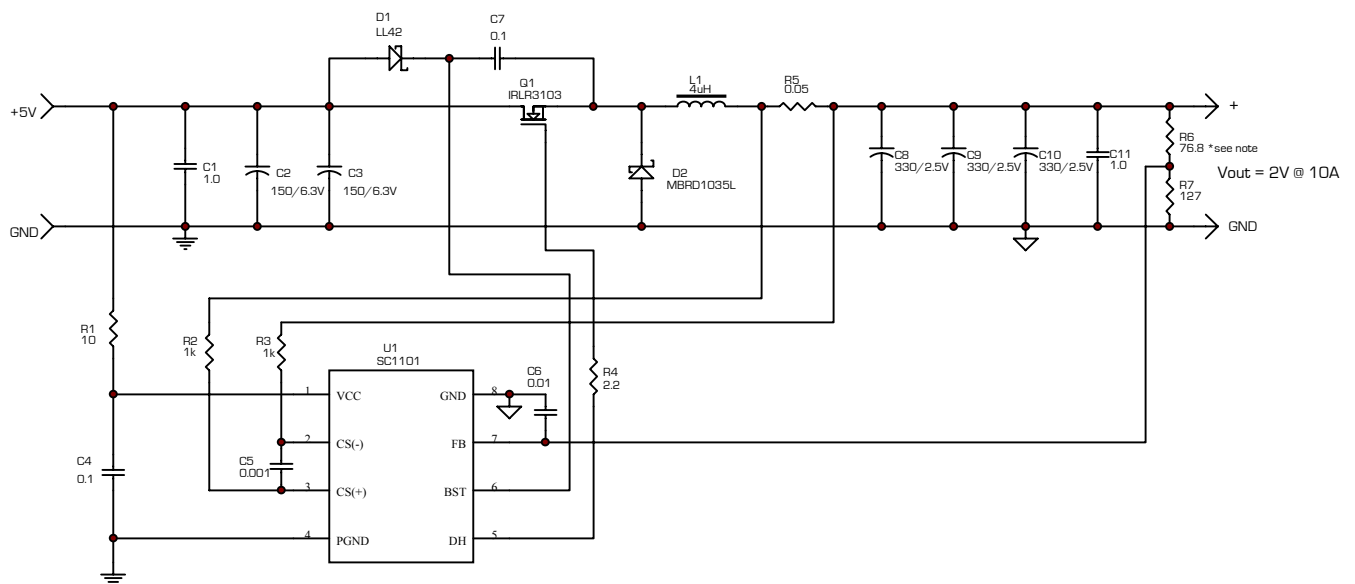 D1
LL42
C7
0.1
Q1
IRLR3103
L1
4uH
R5
0.05
+5V
+
C1
1.0
C2
150/6.3V
C3
150/6.3V
D2
MBRD1035L
C8
330/2.5V
C9
330/2.5V
C10
330/2.5V
C11
1.0
R6
76.8 *see note
R7
127
Vout = 2V @ 10A
GND
GND
R1
10
R2
1k
R3
1k
U1
SC1101
C6
0.01
R4
2.2
1 VCC GND 8
2 CS(-) FB 7
3 CS(+) BST 6
4 PGND DH 5
C5
0.001
C4
0.1